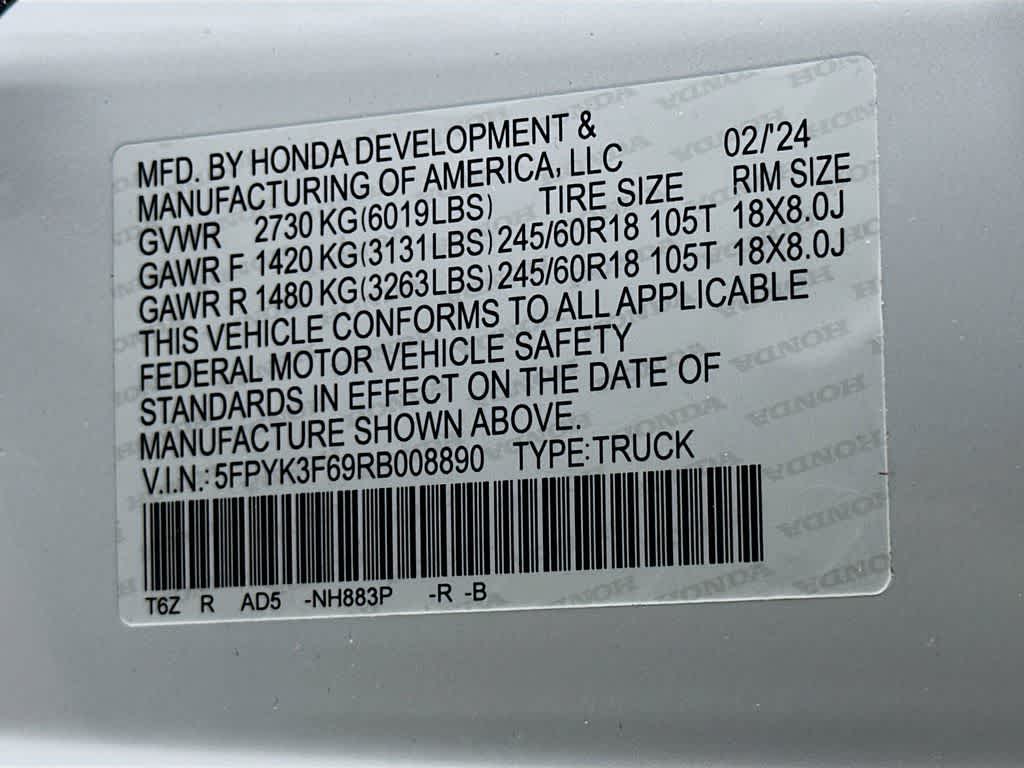 MFD. BY HONDA DEVELOPMENT &
MANUFACTURING OF AMERICA, LLC 02/'24
GVWR 2730 KG(6019LBS) TIRE SIZE RIM SIZE
GAWR F 1420 KG(3131LBS) 245/60R18 105T 18X8.0J
GAWR R 1480 KG(3263LBS) 245/60R18 105T 18X8.0J
THIS VEHICLE CONFORMS TO ALL APPLICABLE
FEDERAL MOTOR VEHICLE SAFETY
STANDARDS IN EFFECT ON THE DATE OF
MANUFACTURE SHOWN ABOVE.
V.I.N.: 5FPYK3F69RB008890 TYPE:TRUCK
T6Z R AD5 -NH883P -R -B